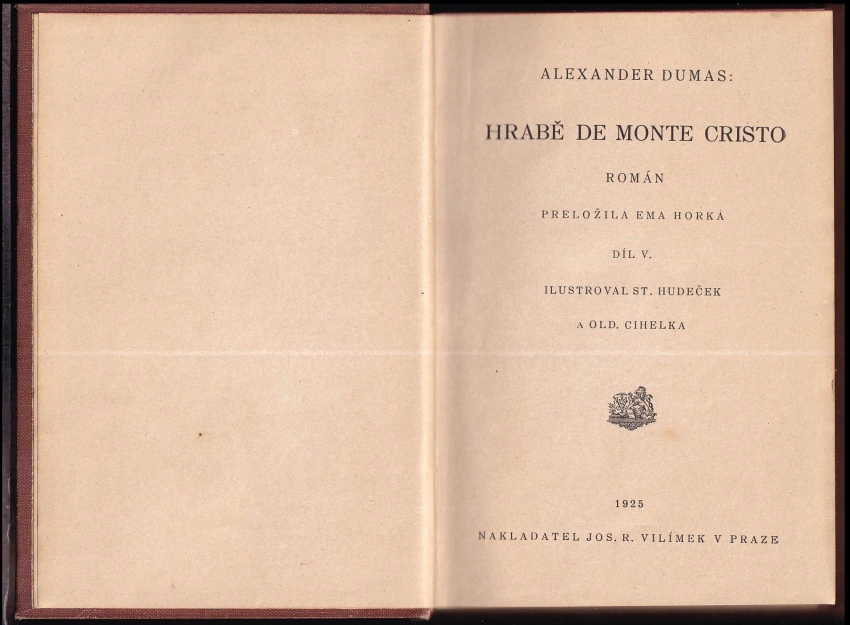 ALEXANDER DUMAS:
HRABĚ DE MONTE CRISTO
ROMÁN
PRELOŽILA EMA HORKÁ
DÍL V.
ILUSTROVAL ST. HUDEČEK
A OLD. CIHELKA
1925
NAKLADATEL JOS. R. VILÍMEK V PRAZE